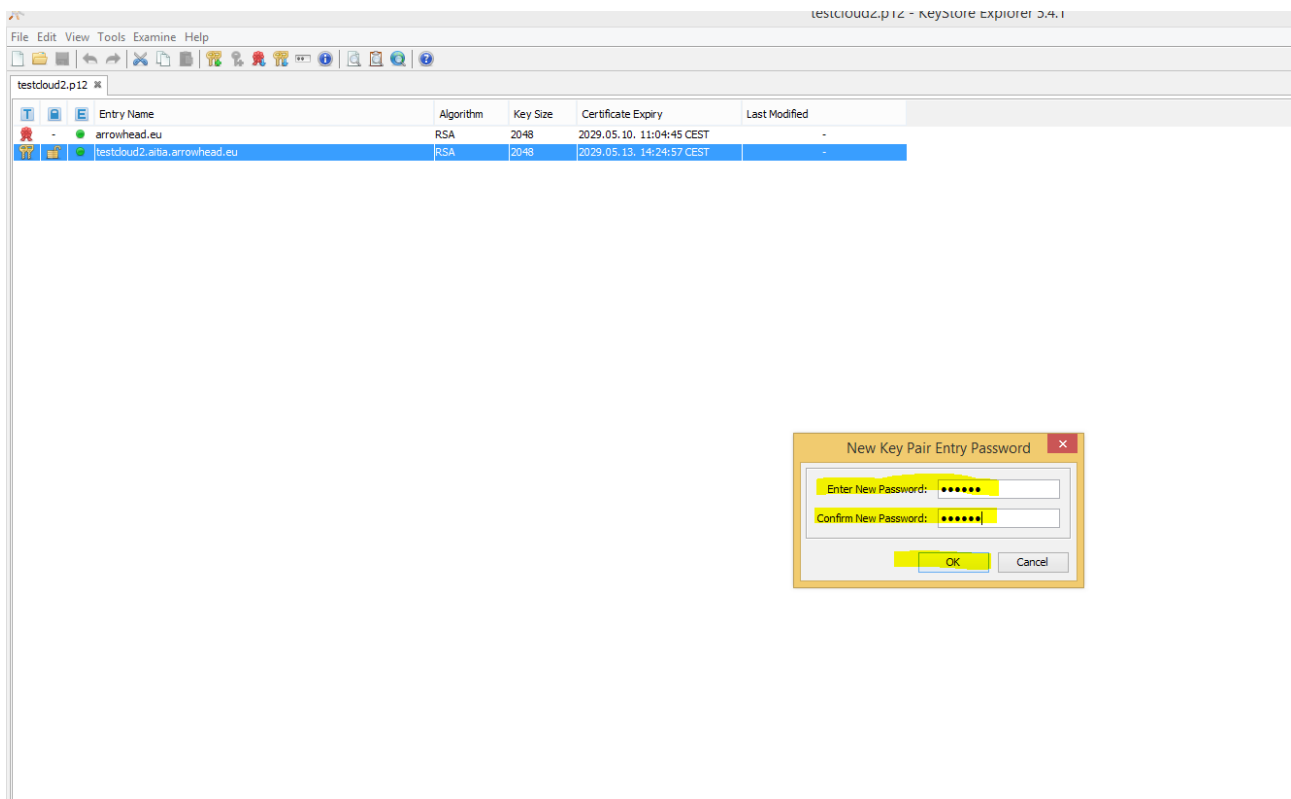 testcloud2.p12 - KeyStore Explorer 5.4.1
File Edit View Tools Examine Help
testcloud2.p12
T E Entry Name Algorithm Key Size Certificate Expiry Last Modified
- arrowhead.eu RSA 2048 2029.05.10. 11:04:45 CEST -
testcloud2.aitia.arrowhead.eu RSA 2048 2029.05.13. 14:24:57 CEST -
New Key Pair Entry Password
Enter New Password: ••••••
Confirm New Password: ••••••
OK Cancel